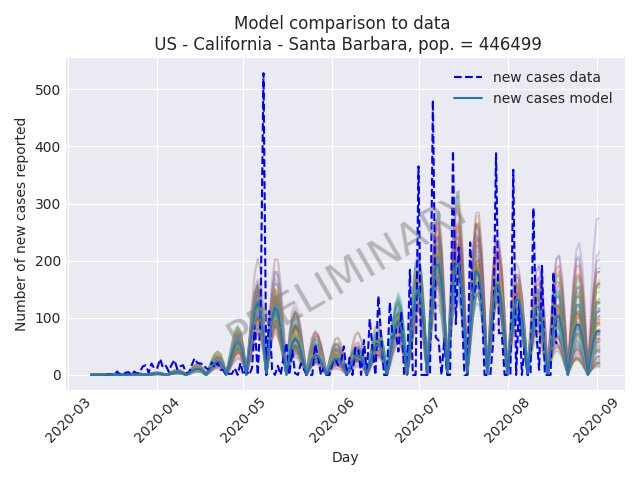 Model comparison to data
US - California - Santa Barbara, pop. = 446499
new cases data
new cases model
PRELIMINARY
Number of new cases reported
500
400
300
200
100
0
2020-03
2020-04
2020-05
2020-06
2020-07
2020-08
2020-09
Day